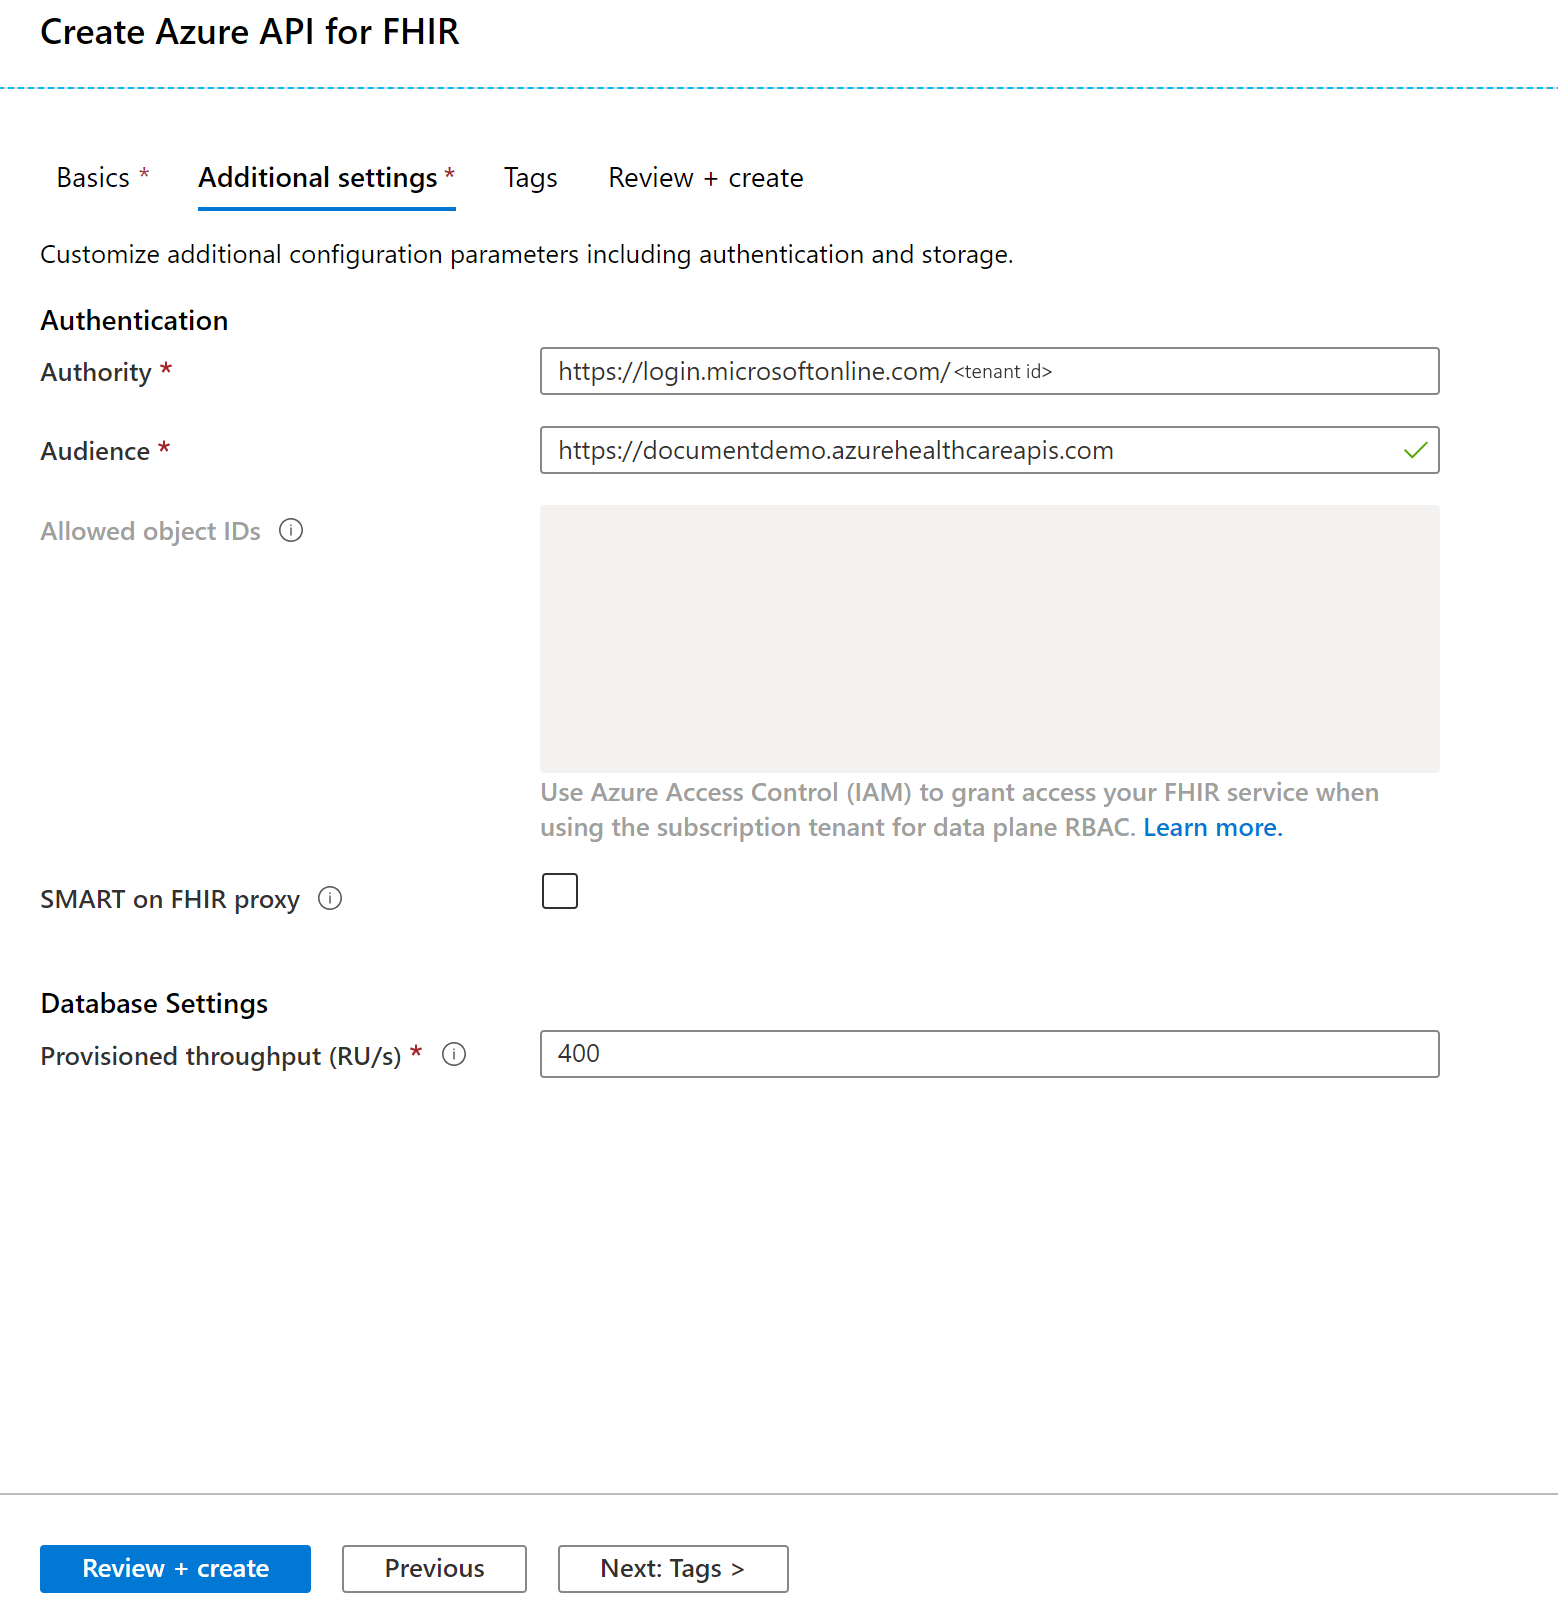 Create Azure API for FHIR
Basics * Additional settings * Tags Review + create
Customize additional configuration parameters including authentication and storage.
Authentication
Authority * https://login.microsoftonline.com/<tenant id>
Audience * https://documentdemo.azurehealthcareapis.com
Allowed object IDs
Use Azure Access Control (IAM) to grant access your FHIR service when
using the subscription tenant for data plane RBAC. Learn more.
SMART on FHIR proxy
Database Settings
Provisioned throughput (RU/s) * 400
Review + create Previous Next: Tags >